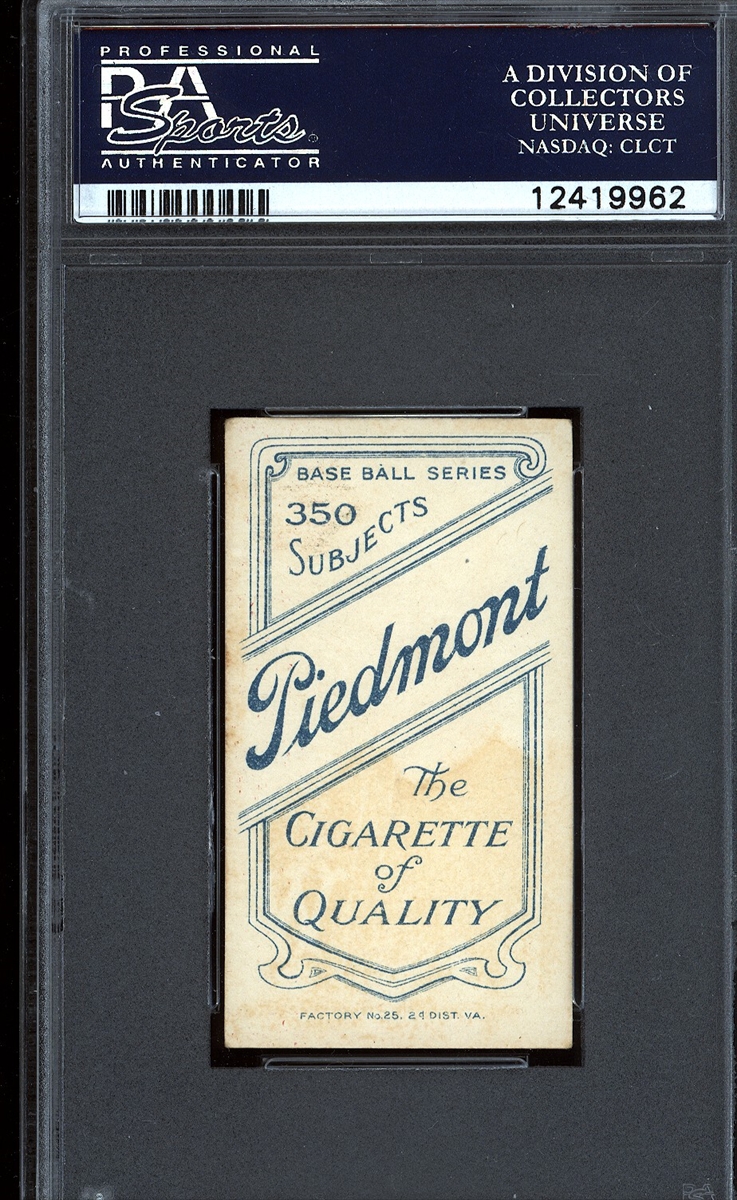 PROFESSIONAL
PSA
Sports
AUTHENTICATOR
A DIVISION OF
COLLECTORS
UNIVERSE
NASDAQ: CLCT
12419962
BASE BALL SERIES
350
SUBJECTS
Piedmont
The
CIGARETTE
of
QUALITY
FACTORY No. 25. 2d DIST. VA.